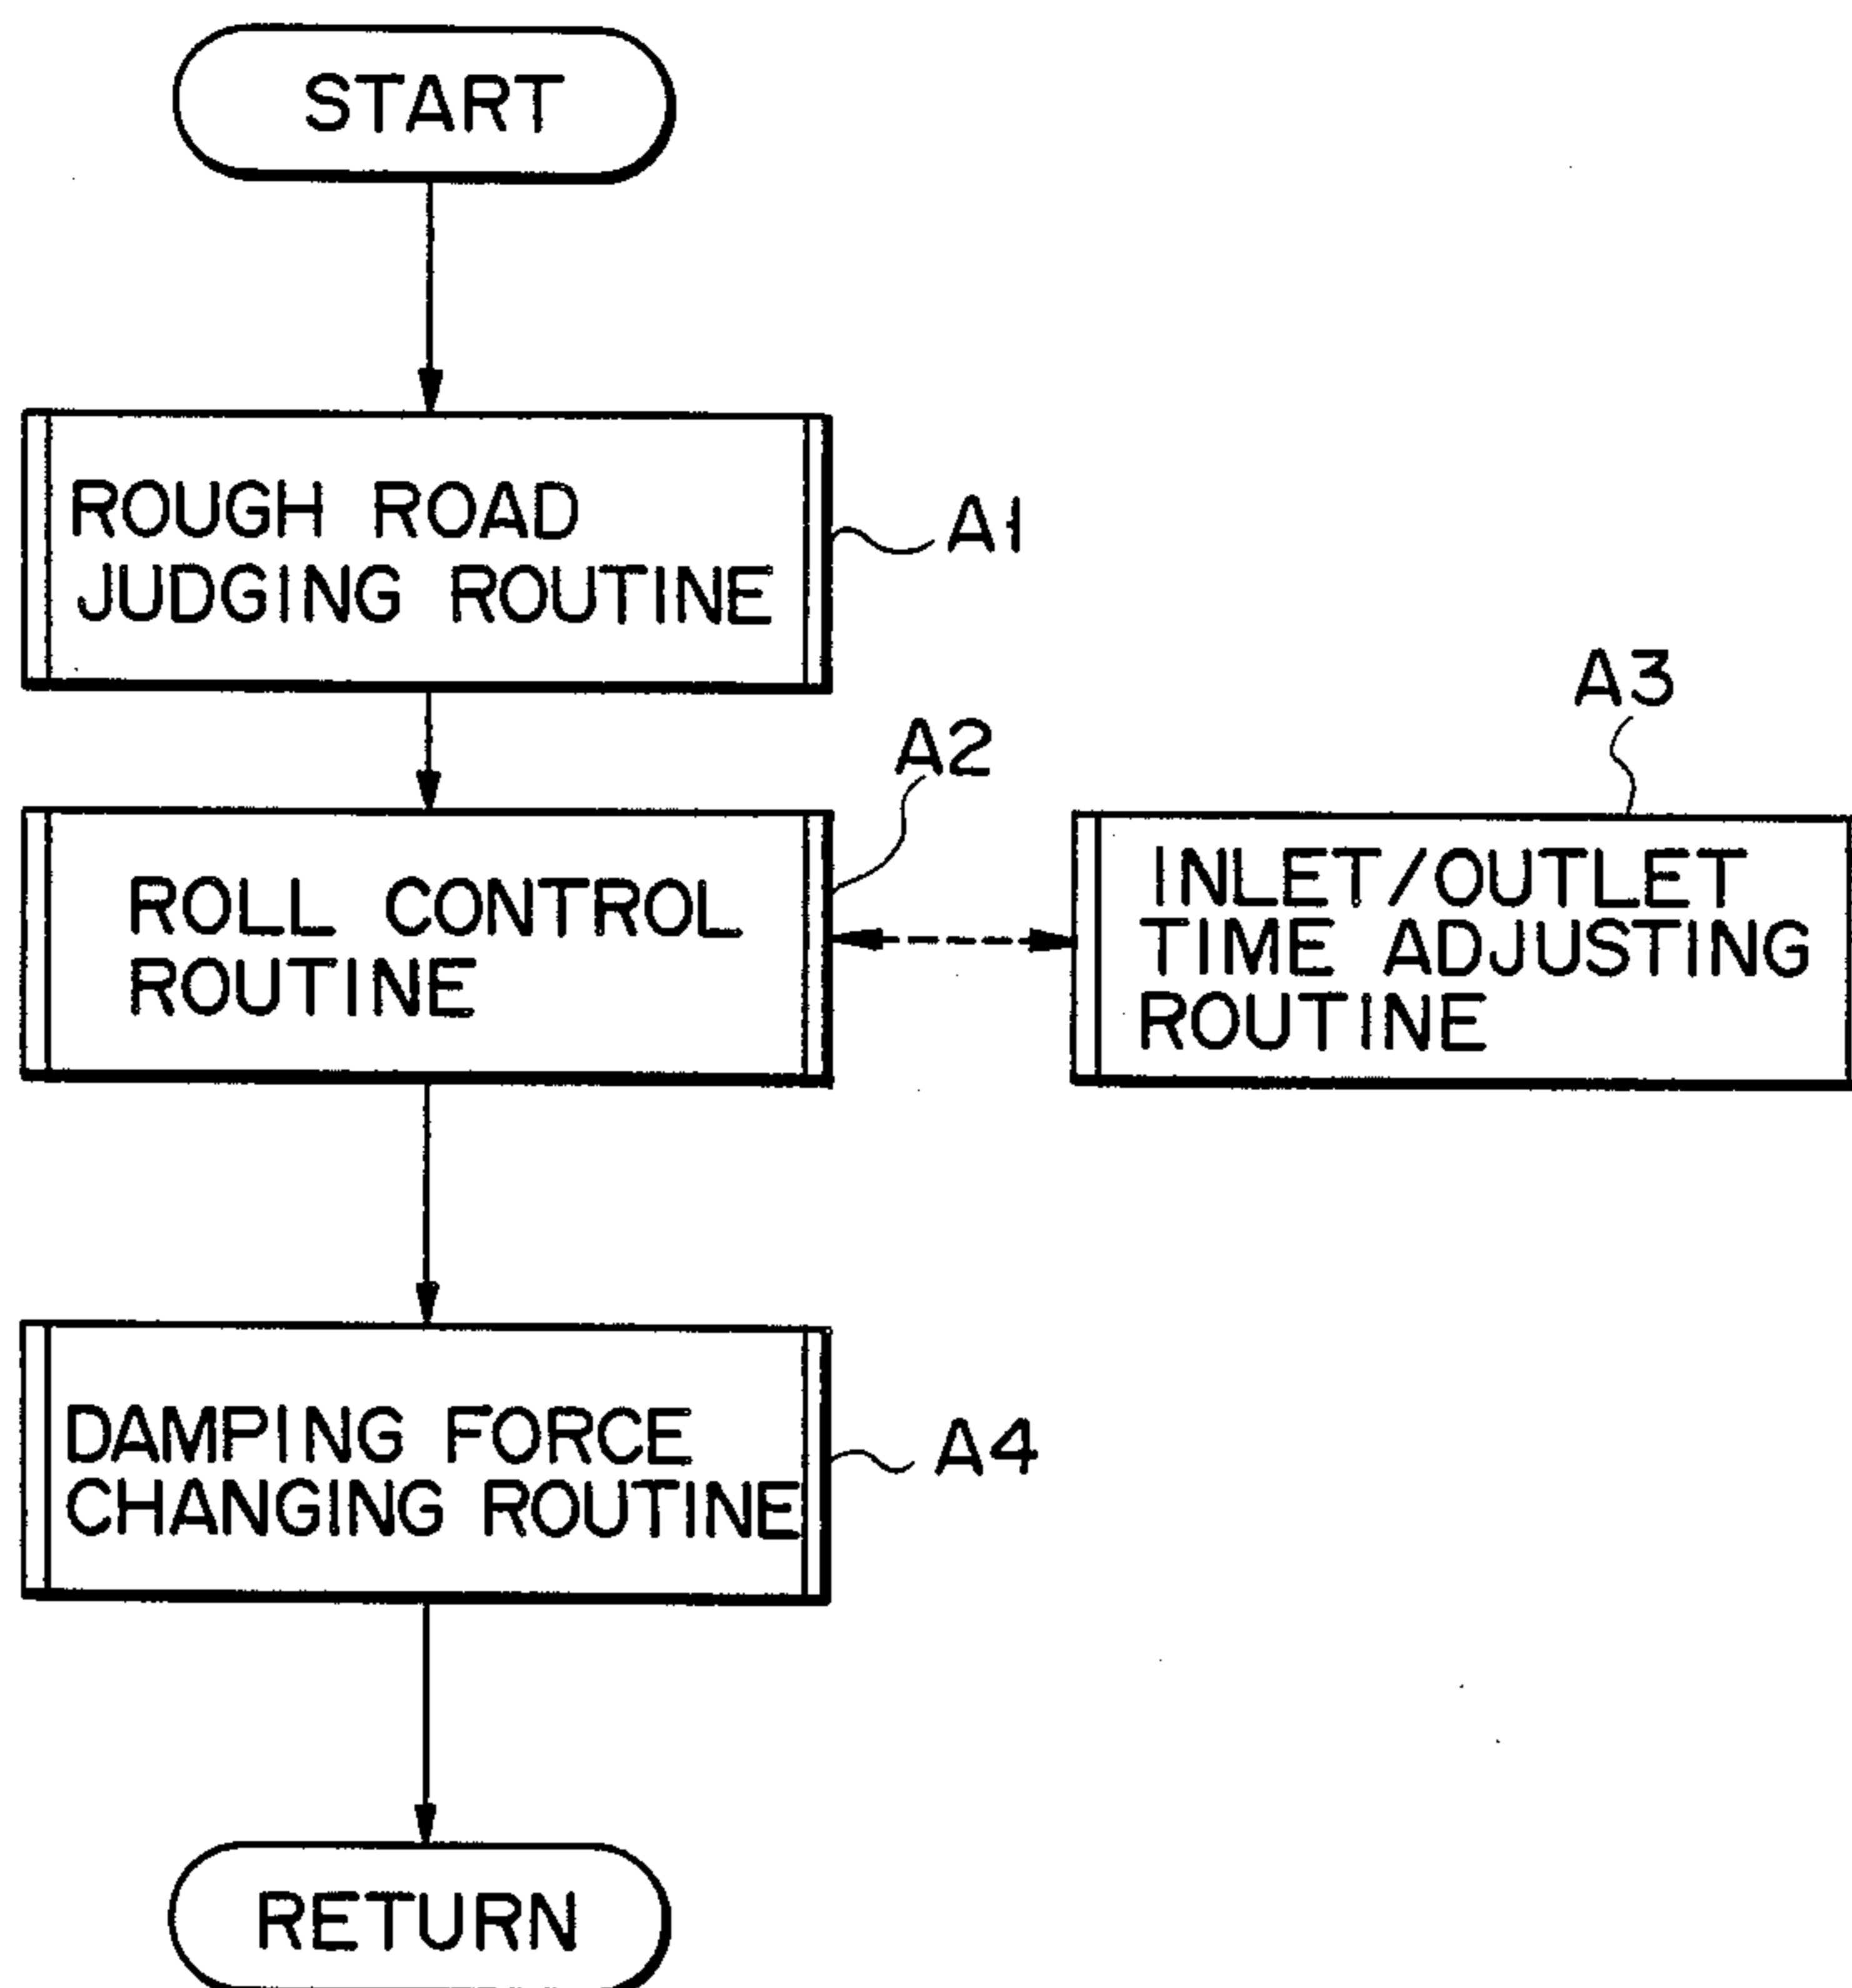 START
ROUGH ROAD
JUDGING ROUTINE
A1
A2
ROLL CONTROL
ROUTINE
A3
INLET/OUTLET
TIME ADJUSTING
ROUTINE
DAMPING FORCE
CHANGING ROUTINE
A4
RETURN